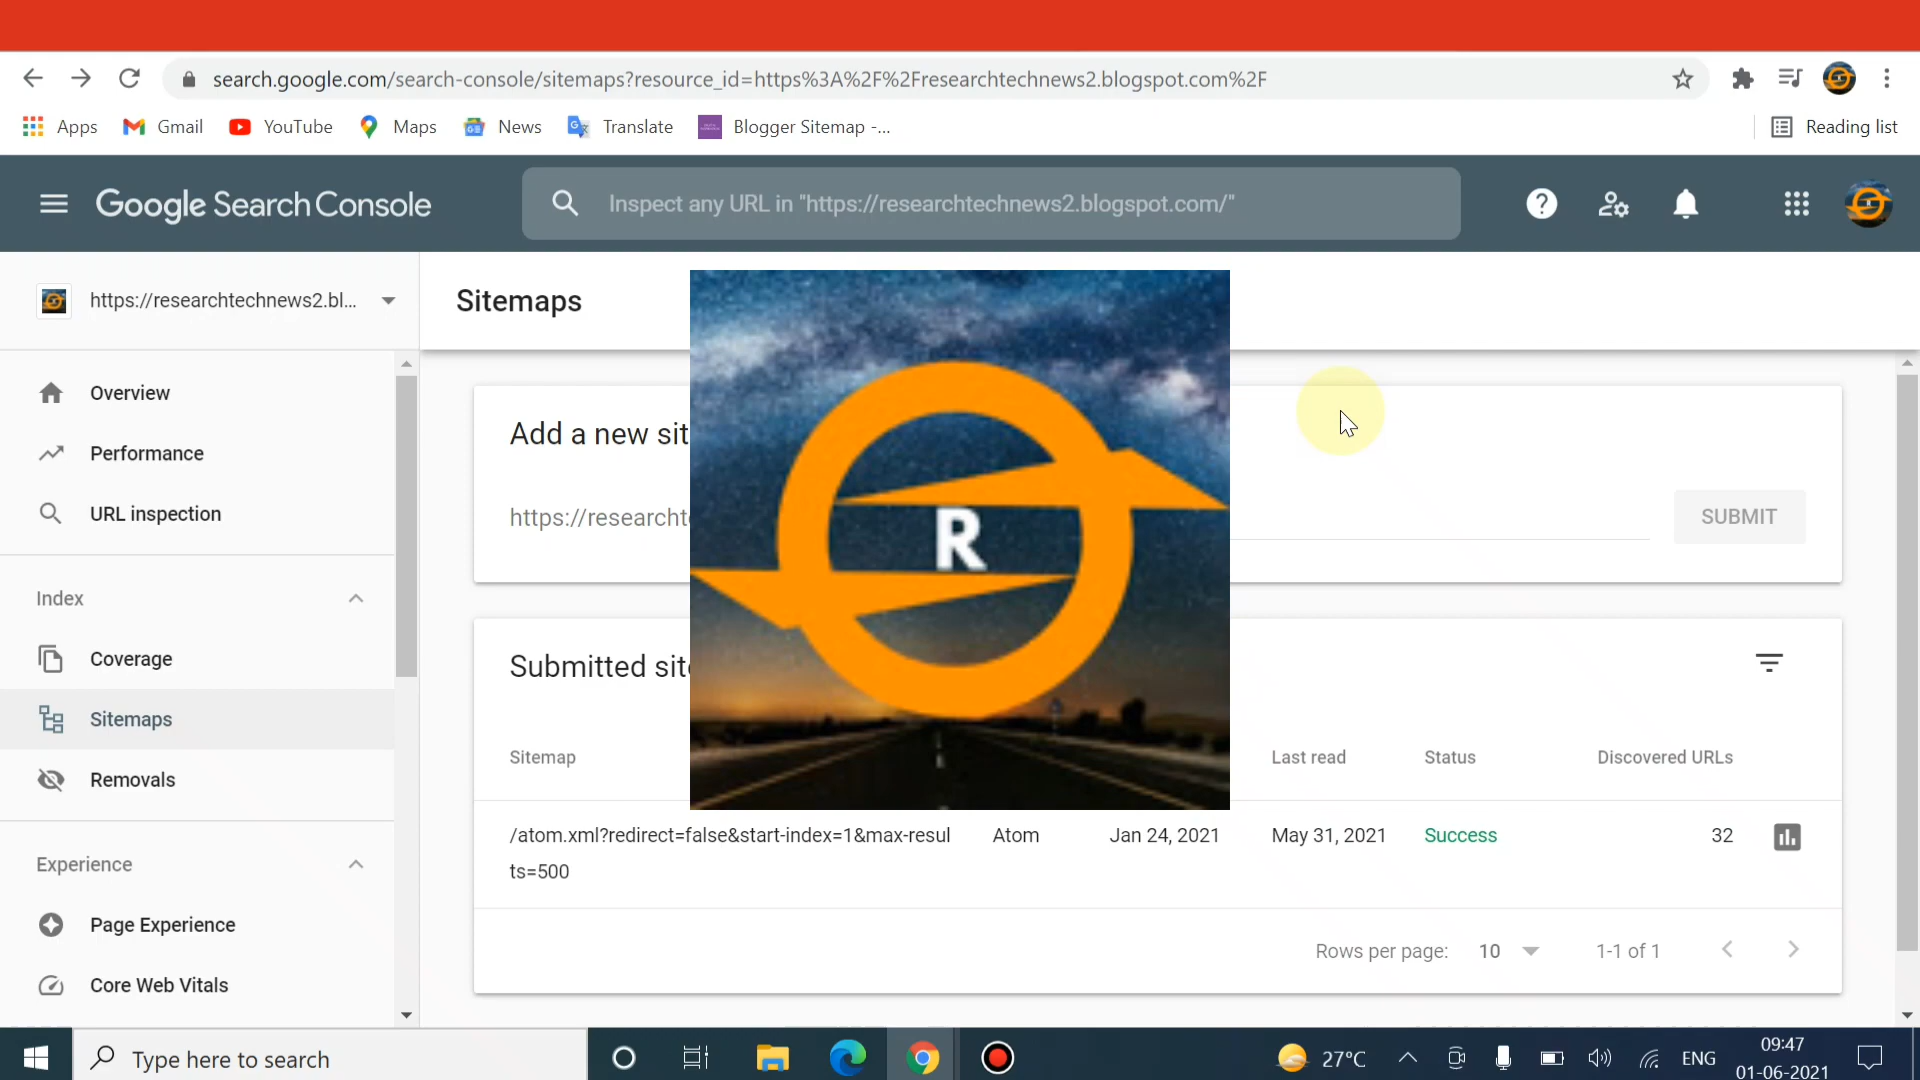 search.google.com/search-console/sitemaps?resource_id=https%3A%2F%2Fresearchtechnews2.blogspot.com%2F
Apps Gmail YouTube Maps News Translate Blogger Sitemap -... Reading list
Google Search Console Inspect any URL in "https://researchtechnews2.blogspot.com/"
https://researchtechnews2.bl... Sitemaps
Overview
Performance
URL inspection
Index
Coverage
Sitemaps
Removals
Experience
Page Experience
Core Web Vitals
Add a new sit
https://research
SUBMIT
R
Submitted sit
Sitemap Last read Status Discovered URLs
/atom.xml?redirect=false&start-index=1&max-resul Atom Jan 24, 2021 May 31, 2021 Success 32
ts=500
Rows per page: 10 1-1 of 1
Type here to search 27°C ENG 09:47
01-06-2021